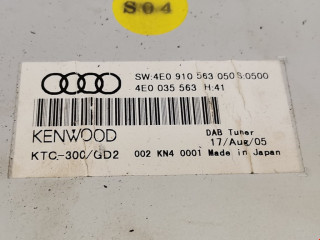 S04
SW:4E0 910 563 050S:0500
4E0 035 563 H:41
KENWOOD
DAB Tuner
17/Aug/05
KTC-300/GD2 002 KN4 0001 Made in Japan